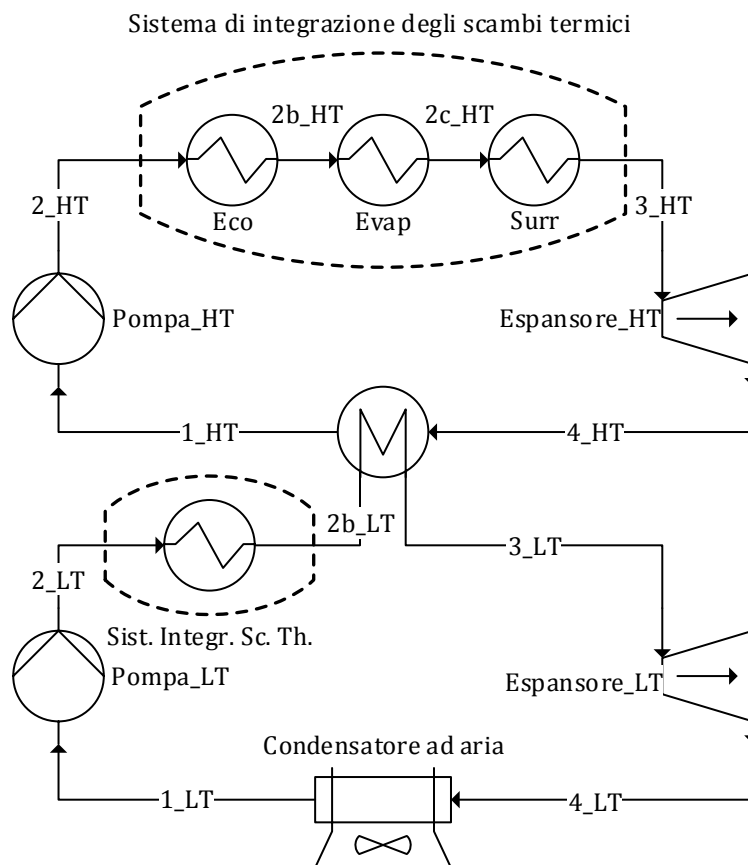 Sistema di integrazione degli scambi termici
2b_HT
2c_HT
2_HT
Eco
Evap
Surr
3_HT
Pompa_HT
Espansore_HT
1_HT
4_HT
2b_LT
3_LT
2_LT
Sist. Integr. Sc. Th.
Pompa_LT
Espansore_LT
Condensatore ad aria
1_LT
4_LT